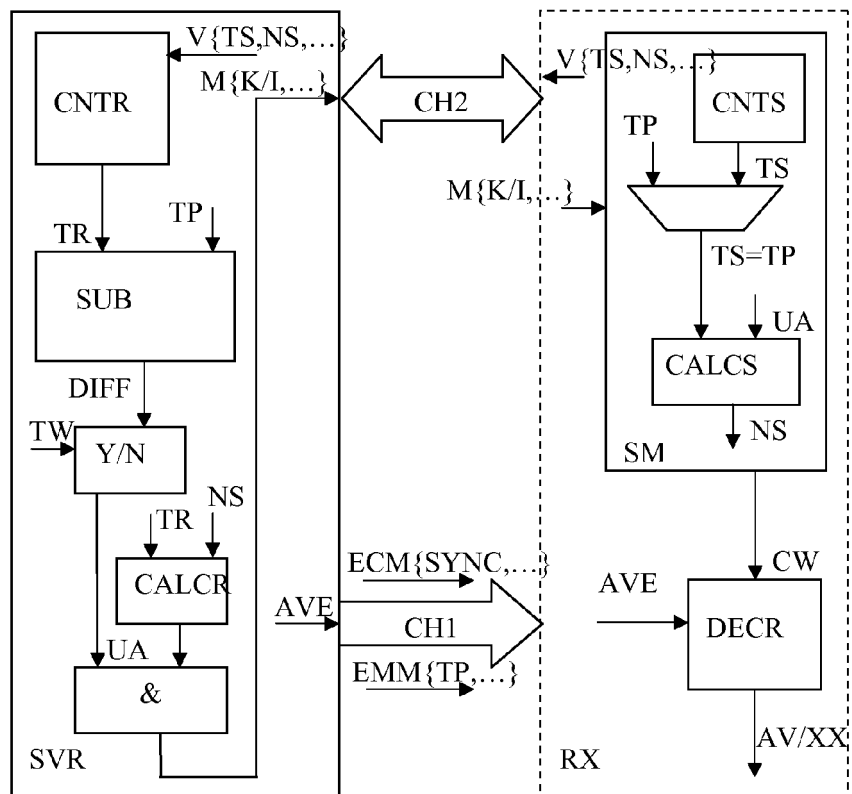 V{TS,NS,…}
CNTR
M{K/I,…}
TR
TP
SUB
DIFF
TW
Y/N
TR
NS
CALCR
UA
&
SVR
CH2
ECM{SYNC,…}
AVE
CH1
EMM{TP,…}
V{TS,NS,…}
CNTS
TP
TS
M{K/I,…}
TS=TP
UA
CALCS
NS
SM
CW
AVE
DECR
AV/XX
RX